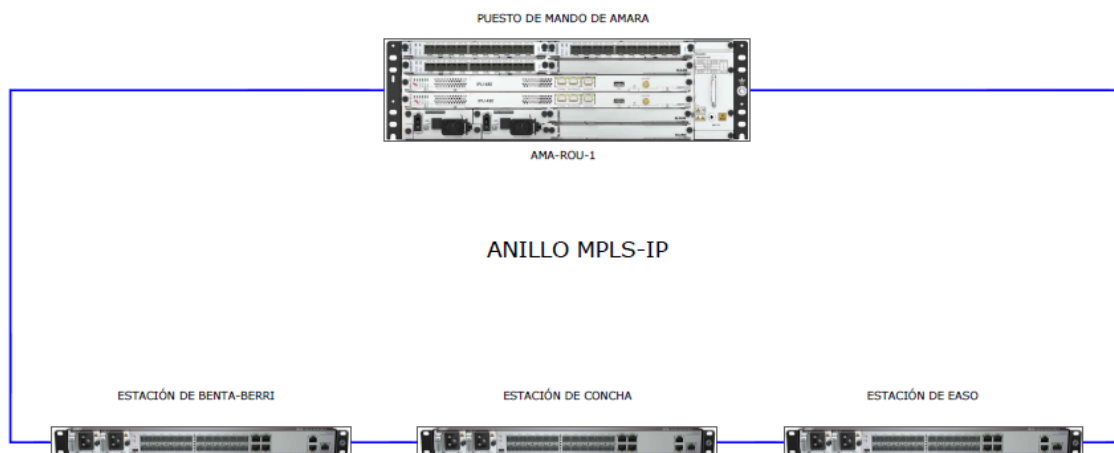 PUESTO DE MANDO DE AMARA
AMA-ROU-1
ANILLO MPLS-IP
ESTACIÓN DE BENTA-BERRI
ESTACIÓN DE CONCHA
ESTACIÓN DE EASO